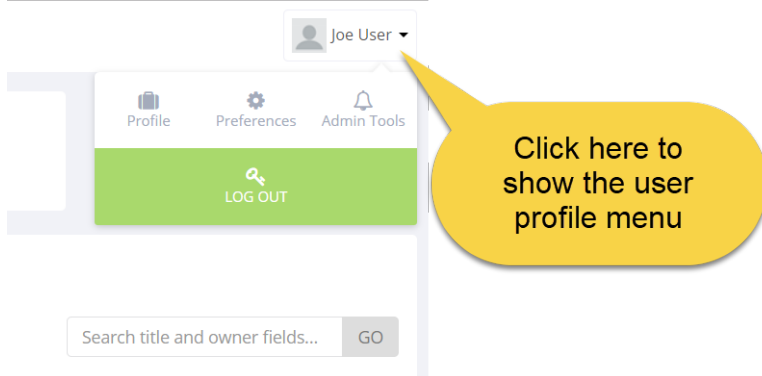 Joe User
Profile Preferences Admin Tools
LOG OUT
Click here to
show the user
profile menu
Search title and owner fields... GO